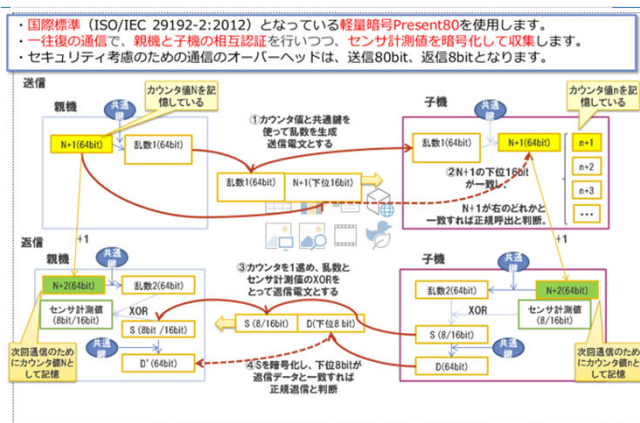 ・国際標準（ISO/IEC 29192-2:2012）となっている軽量暗号Present80を使用します。
・一往復の通信で、親機と子機の相互認証を行いつつ、センサ計測値を暗号化して収集します。
・セキュリティ考慮のための通信のオーバーヘッドは、送信80bit、返信8bitとなります。
送信
カウンタ値Nを記
憶している
親機
共通
鍵
N+1(64bit)
乱数1(64bit)
①カウンタ値と共通鍵を
使って乱数を生成
送信電文とする
乱数1(64bit)
N+1(下位16bit)
子機
共通
鍵
カウンタ値nを記
憶している
乱数1(64bit)
N+1(64bit)
n+1
n+2
n+3
…
②N+1の下位16bit
が一致し、
N+1が右のどれかと
一致すれば正規呼出と判断。
+1
+1
返信
親機
共通
鍵
N+2(64bit)
乱数2(64bit)
センサ計測値
(8bit/16bit)
XOR
S (8bit /16bit)
共通
鍵
D'(64bit)
次回通信のため
にカウンタ値Nと
して記憶
③カウンタを1進め、乱数と
センサ計測値のXORを
とって返信電文とする
S (8/16bit)
D(下位8 bit)
④Sを暗号化し、下位8bitが
返信データと一致すれば
正規返信と判断
子機
共通
鍵
乱数2(64bit)
N+2(64bit)
XOR
センサ計測値
(8/16bit)
S (8/16bit)
共通
鍵
D(64bit)
次回通信のため
にカウンタ値nと
して記憶